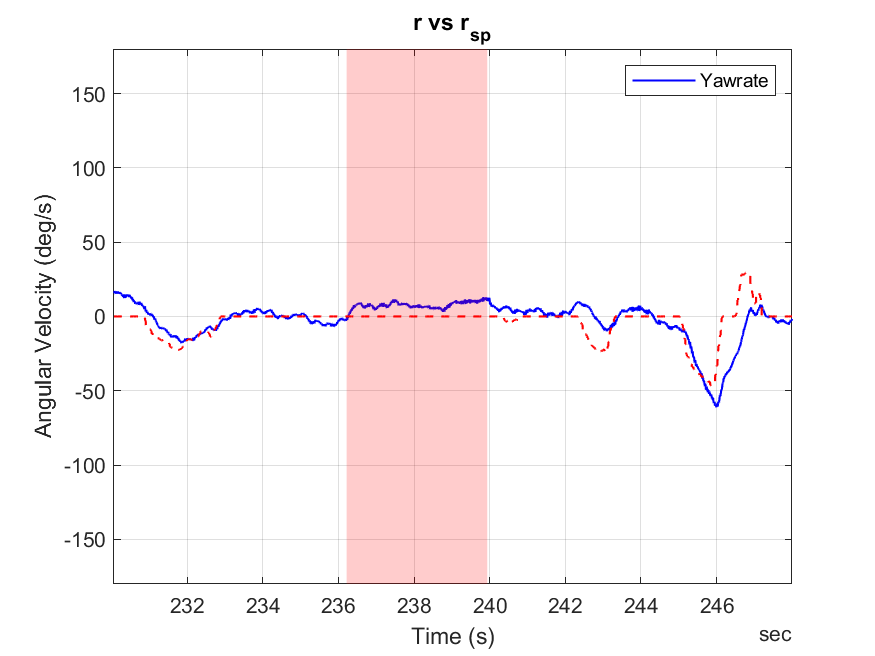 r vs r_sp
Yawrate
Angular Velocity (deg/s)
150
100
50
0
-50
-100
-150
232 234 236 238 240 242 244 246
Time (s)
sec